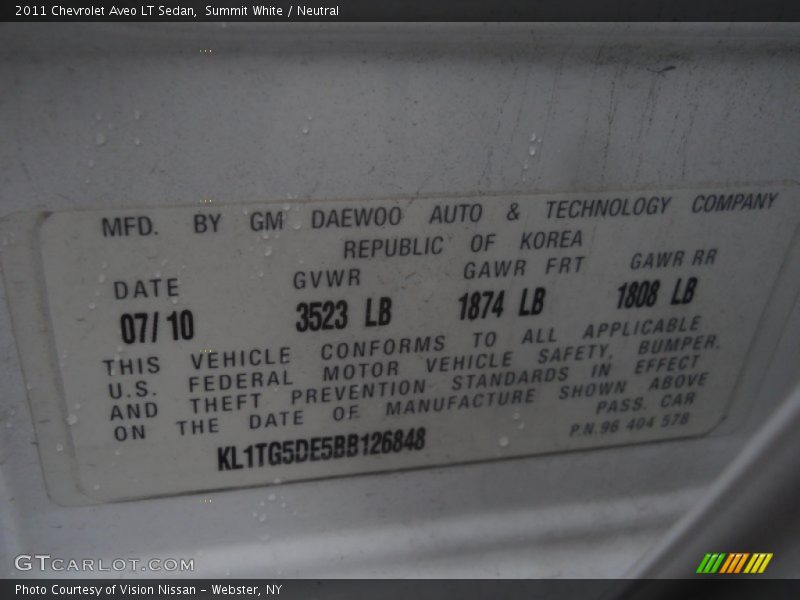 2011 Chevrolet Aveo LT Sedan, Summit White / Neutral
MFD. BY GM DAEWOO AUTO & TECHNOLOGY COMPANY
REPUBLIC OF KOREA
DATE GVWR GAWR FRT GAWR RR
07/10 3523 LB 1874 LB 1808 LB
THIS VEHICLE CONFORMS TO ALL APPLICABLE
U.S. FEDERAL MOTOR VEHICLE SAFETY, BUMPER,
AND THEFT PREVENTION STANDARDS IN EFFECT
ON THE DATE OF MANUFACTURE SHOWN ABOVE
PASS. CAR
KL1TG5DE5BB126848 P.N.96 404 578
GTCARLOT.COM
Photo Courtesy of Vision Nissan - Webster, NY